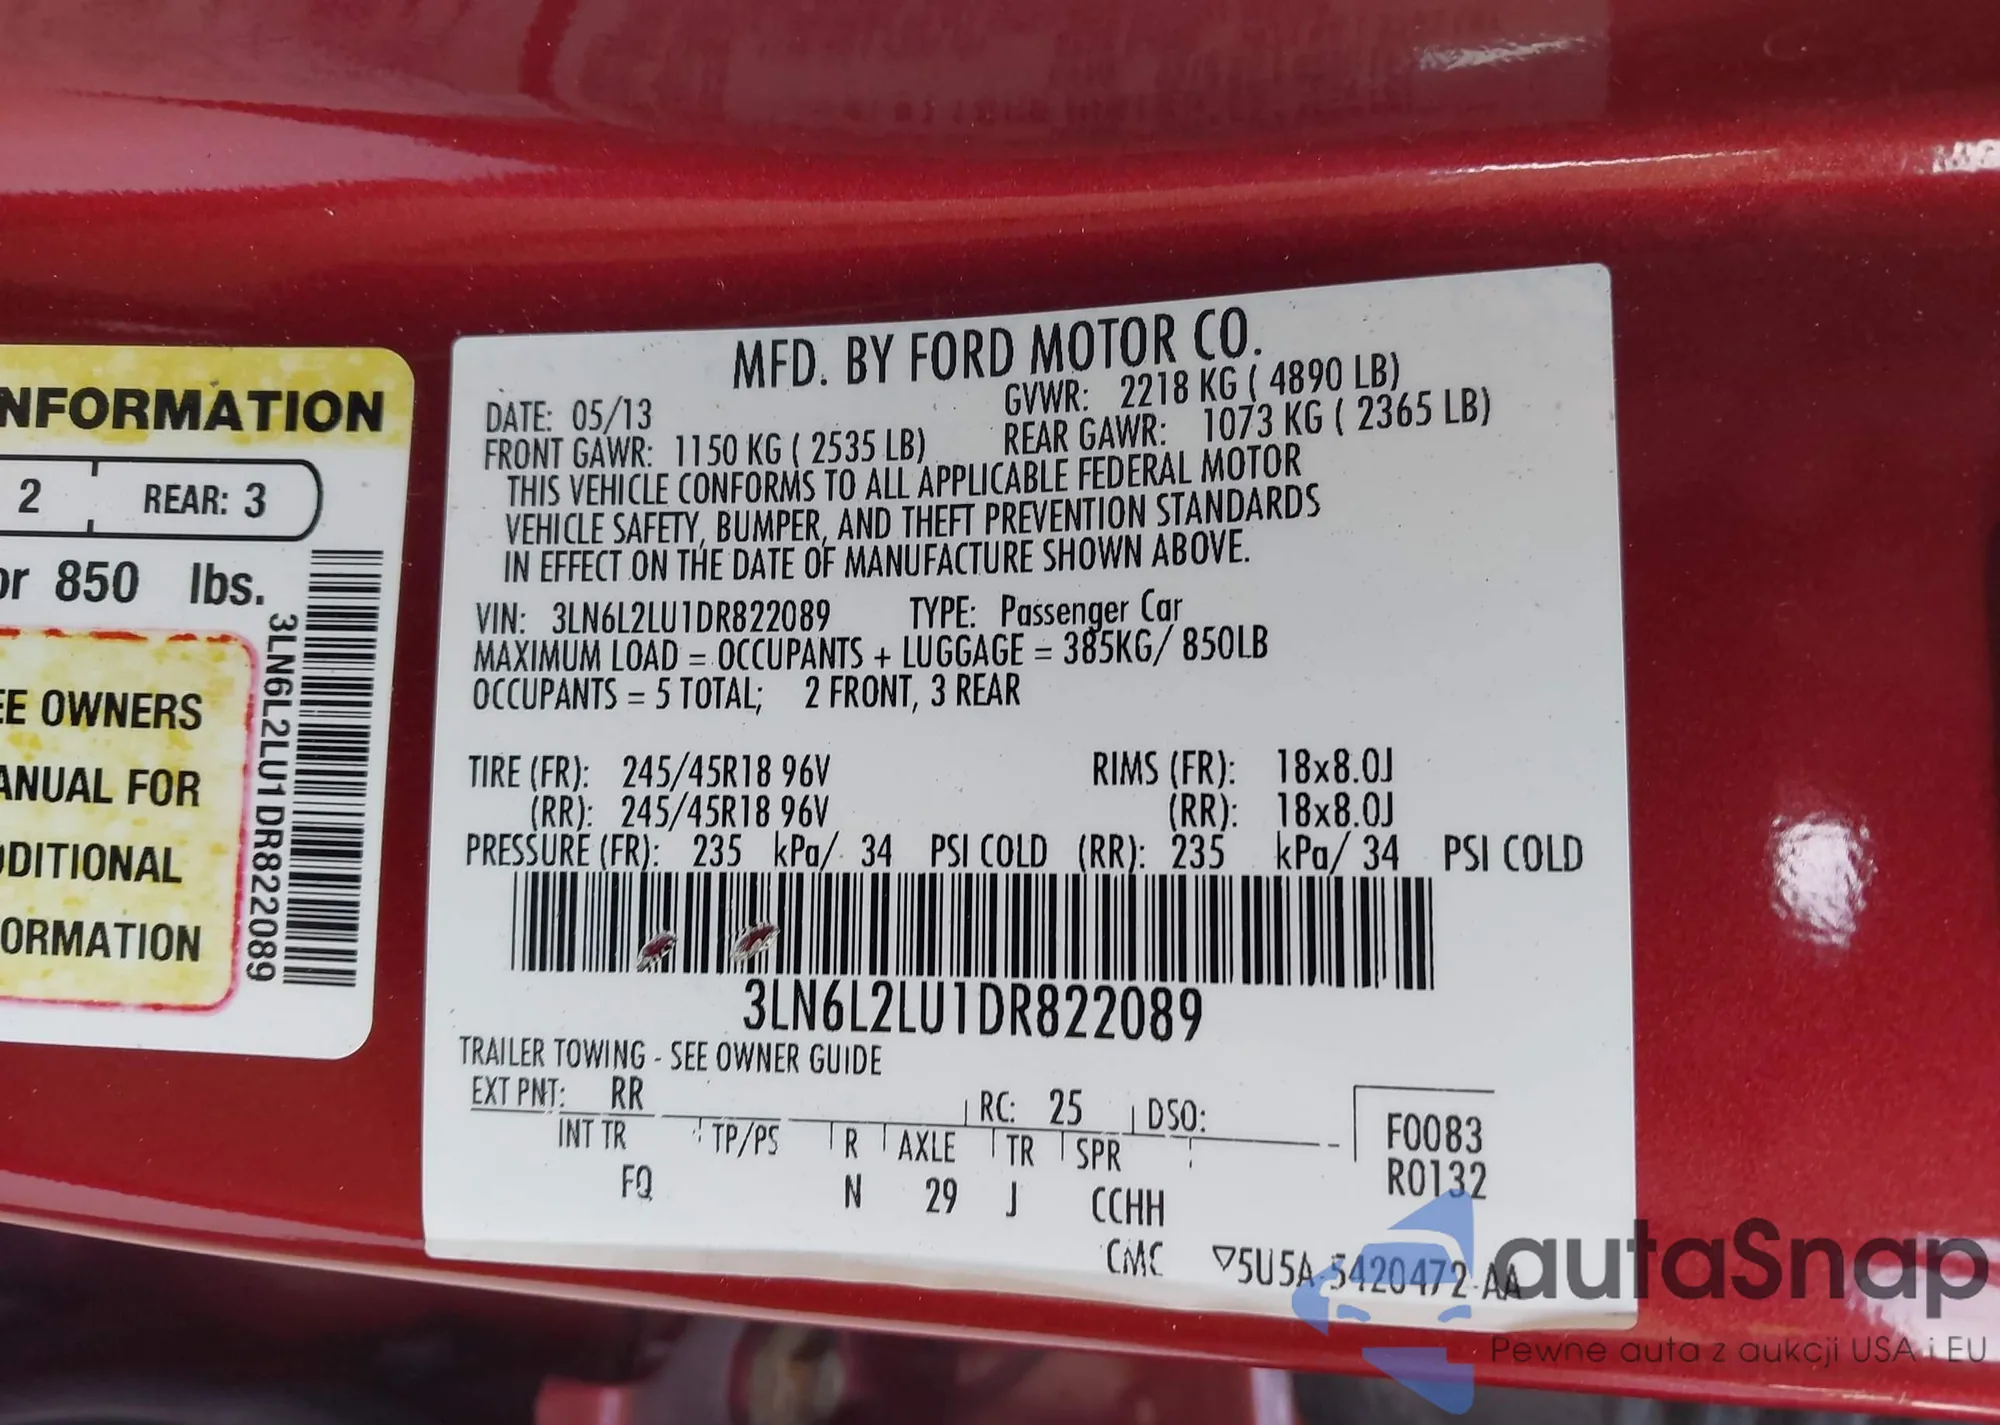 NFORMATION
2 REAR: 3
or 850 lbs.
EE OWNERS
ANUAL FOR
DITIONAL
ORMATION
3LN6L2LU1DR822089
MFD. BY FORD MOTOR CO.
DATE: 05/13 GVWR: 2218 KG ( 4890 LB)
FRONT GAWR: 1150 KG ( 2535 LB) REAR GAWR: 1073 KG ( 2365 LB)
THIS VEHICLE CONFORMS TO ALL APPLICABLE FEDERAL MOTOR
VEHICLE SAFETY, BUMPER, AND THEFT PREVENTION STANDARDS
IN EFFECT ON THE DATE OF MANUFACTURE SHOWN ABOVE.
VIN: 3LN6L2LU1DR822089 TYPE: Passenger Car
MAXIMUM LOAD = OCCUPANTS + LUGGAGE = 385KG/ 850LB
OCCUPANTS = 5 TOTAL; 2 FRONT, 3 REAR
TIRE (FR): 245/45R18 96V RIMS (FR): 18x8.0J
(RR): 245/45R18 96V (RR): 18x8.0J
PRESSURE (FR): 235 kPa/ 34 PSI COLD (RR): 235 kPa/ 34 PSI COLD
3LN6L2LU1DR822089
TRAILER TOWING - SEE OWNER GUIDE
EXT PNT: RR RC: 25 DSO: F0083
INT TR TP/PS R AXLE TR SPR R0132
FQ N 29 J CCHH
CMC ▽5U5A-5420472-AA
autaSnap
Pewne auta z aukcji USA i EU